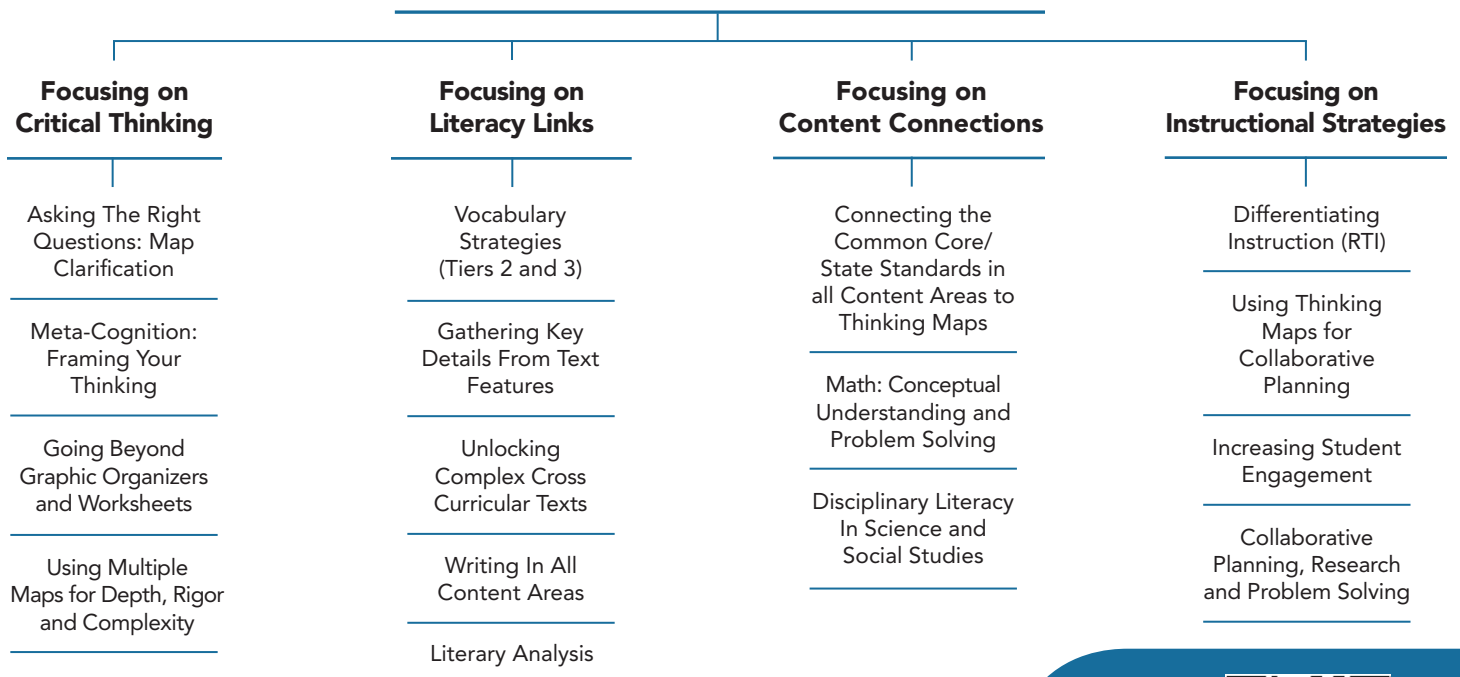 Focusing on
Critical Thinking
Asking The Right
Questions: Map
Clarification
Meta-Cognition:
Framing Your
Thinking
Going Beyond
Graphic Organizers
and Worksheets
Using Multiple
Maps for Depth, Rigor
and Complexity
Focusing on
Literacy Links
Vocabulary
Strategies
(Tiers 2 and 3)
Gathering Key
Details From Text
Features
Unlocking
Complex Cross
Curricular Texts
Writing In All
Content Areas
Literary Analysis
Focusing on
Content Connections
Connecting the
Common Core/
State Standards in
all Content Areas to
Thinking Maps
Math: Conceptual
Understanding and
Problem Solving
Disciplinary Literacy
In Science and
Social Studies
Focusing on
Instructional Strategies
Differentiating
Instruction (RTI)
Using Thinking
Maps for
Collaborative
Planning
Increasing Student
Engagement
Collaborative
Planning, Research
and Problem Solving